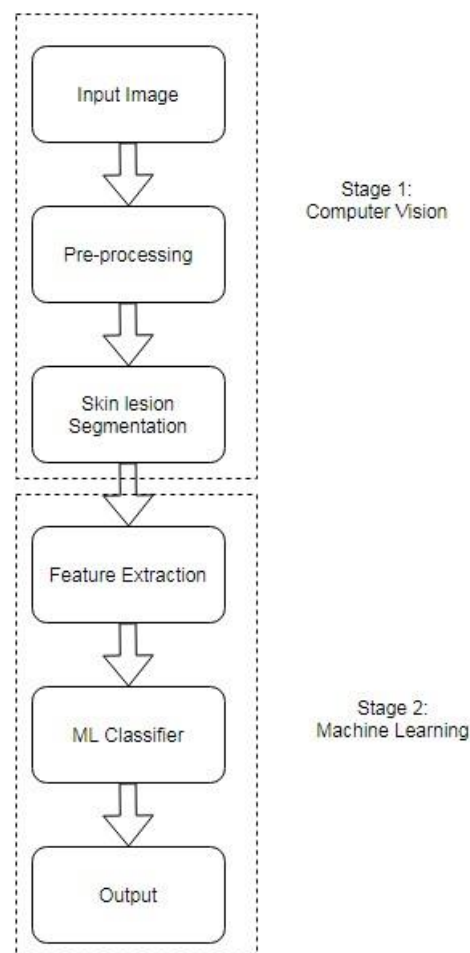 Input Image
Stage 1:
Computer Vision
Pre-processing
Skin lesion
Segmentation
Feature Extraction
ML Classifier
Stage 2:
Machine Learning
Output